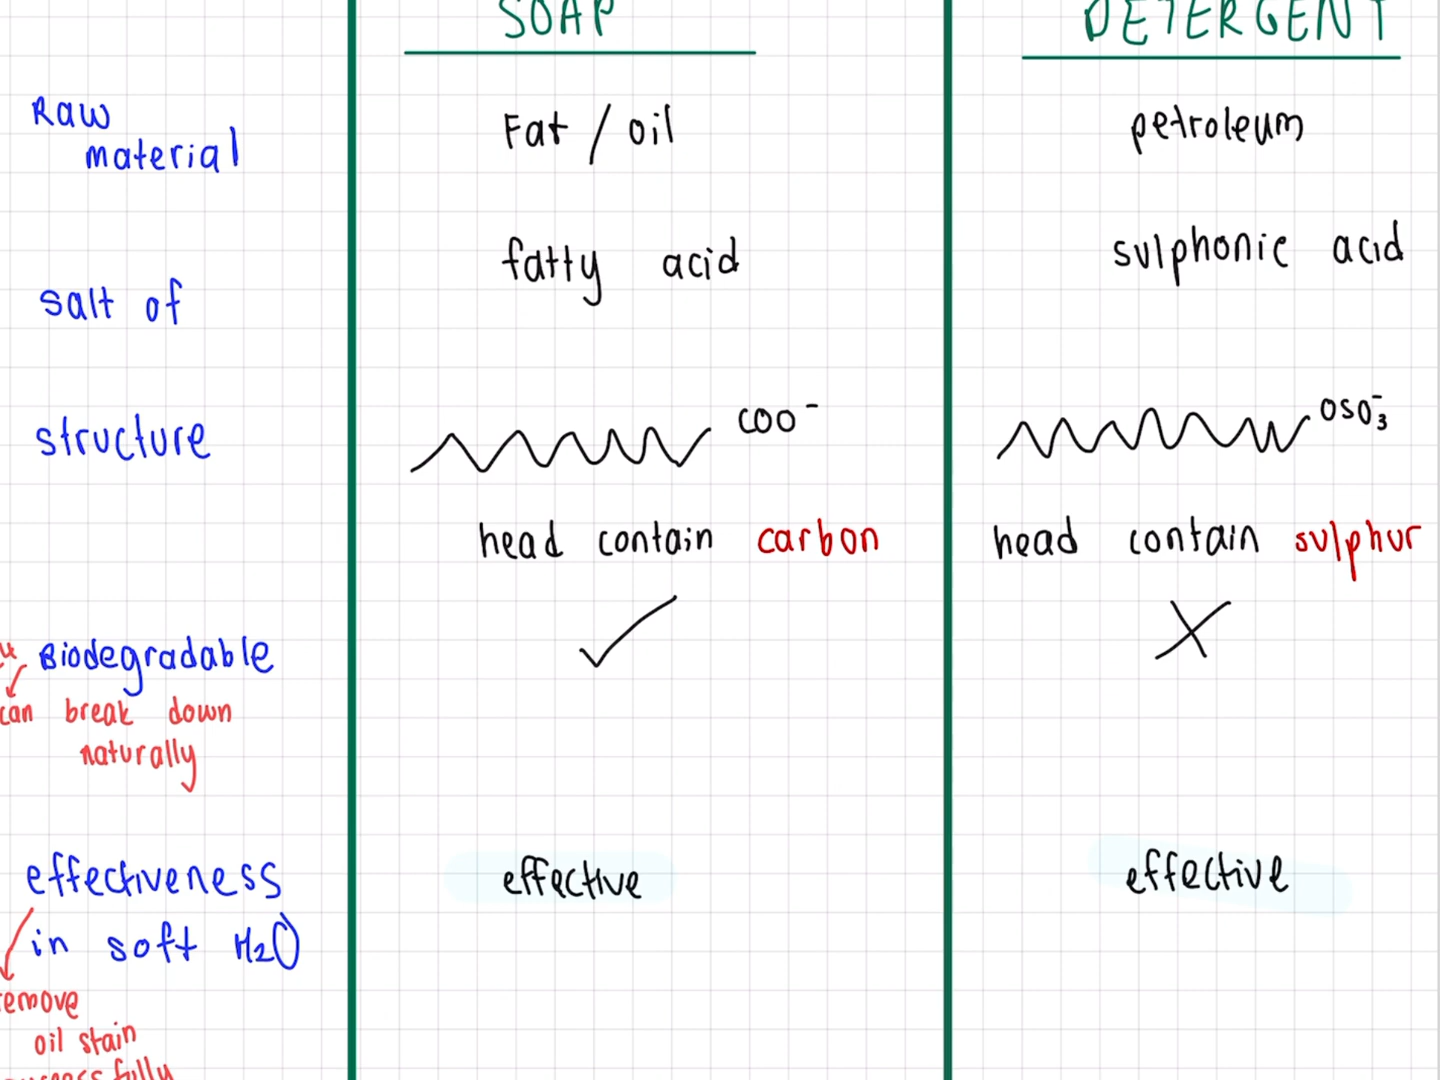 SOAP DETERGENT
Raw material Fat / oil petroleum
salt of fatty acid sulphonic acid
structure COO⁻ OSO₃⁻
head contain carbon head contain sulphur
Biodegradable ✓ X
can break down
naturally
effectiveness effective effective
in soft H₂O
remove
oil stain
successfully